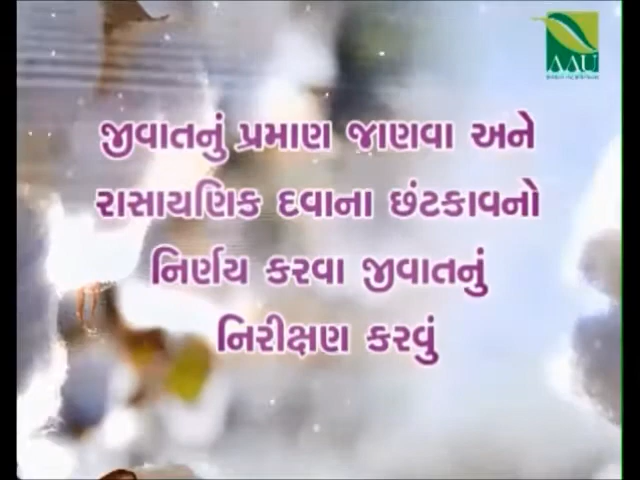 AAU
જીવાતનું પ્રમાણ જાણવા અને
રાસાયણિક દવાના છંટકાવનો
નિર્ણય કરવા જીવાતનું
નિરીક્ષણ કરવું